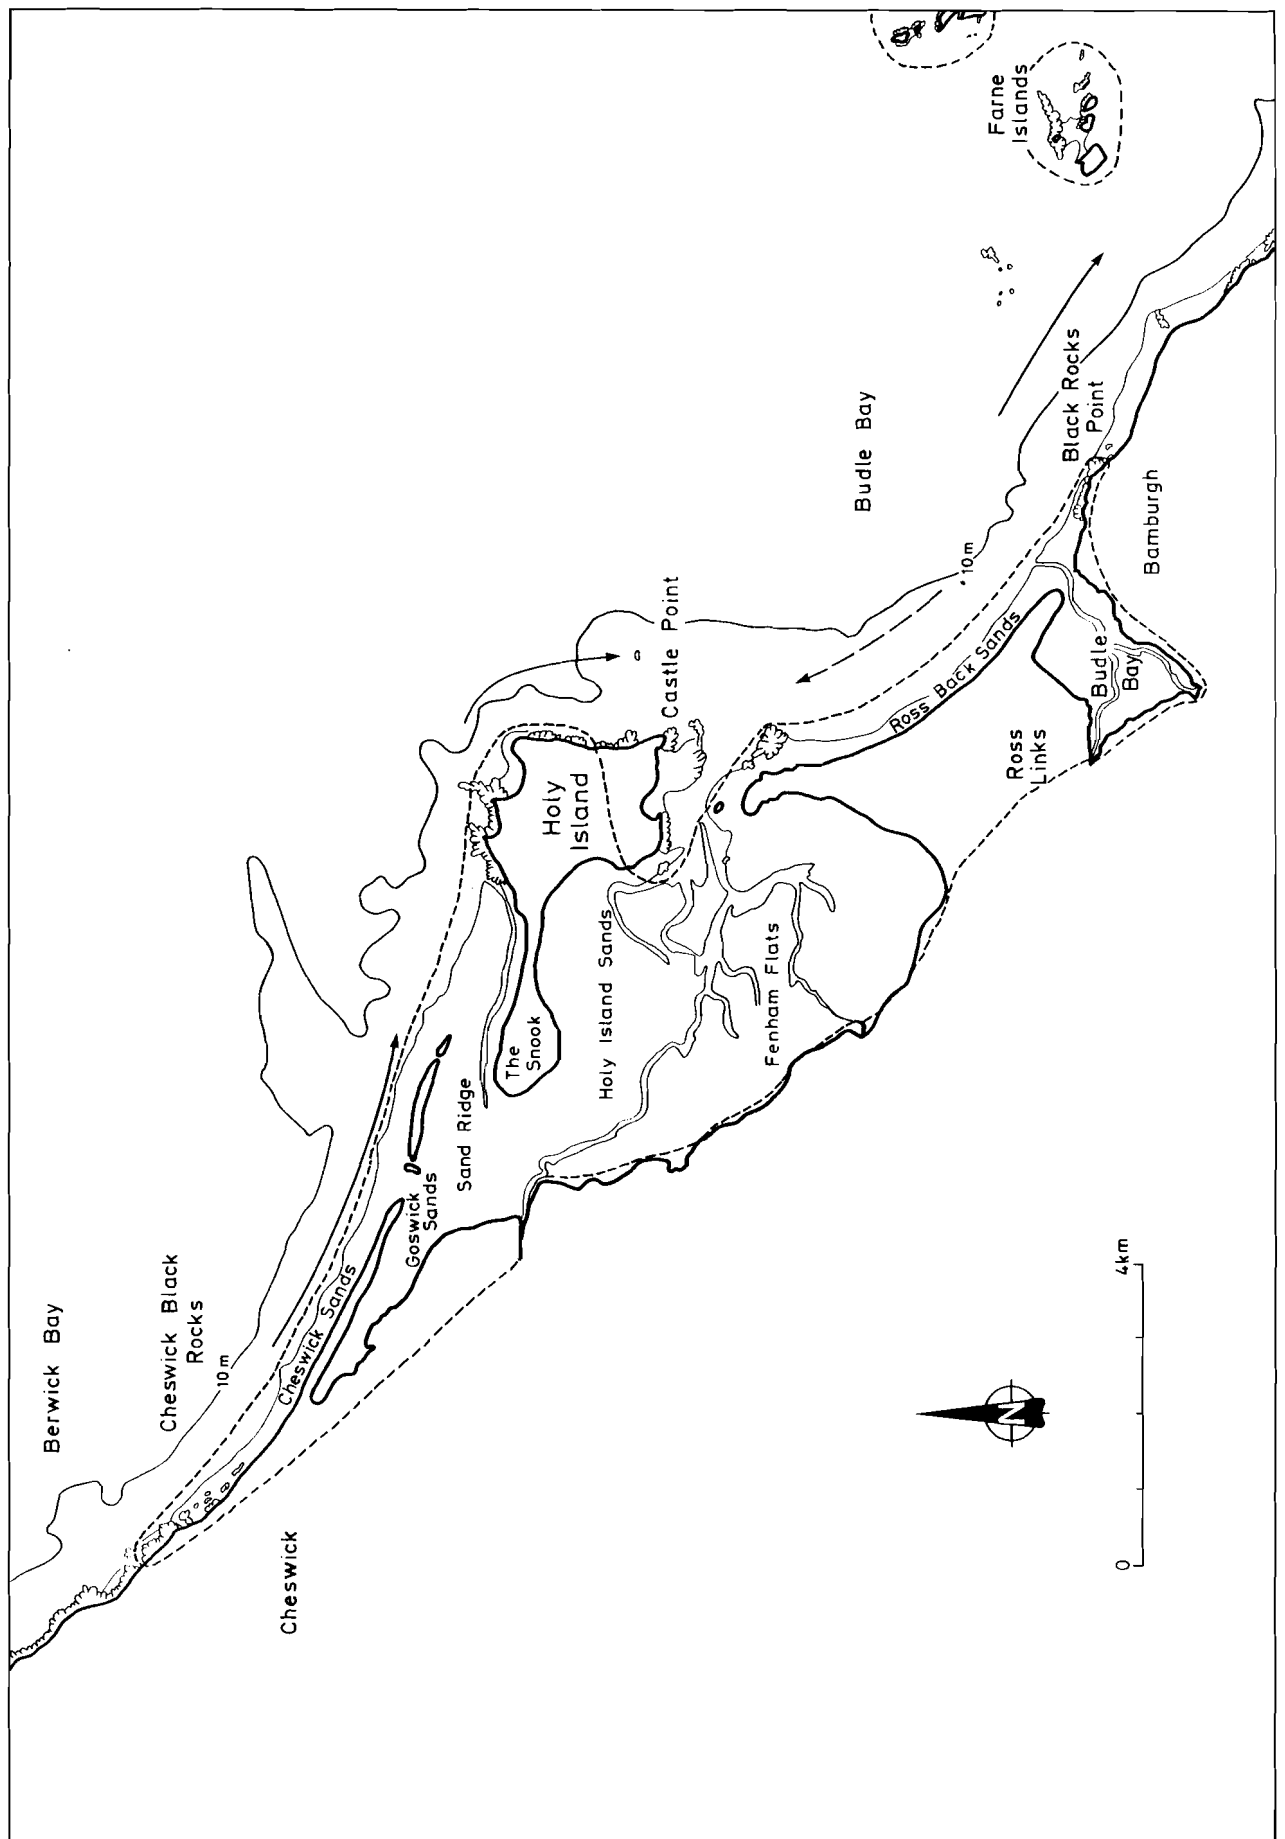 Berwick Bay
Cheswick Black
Rocks
10m
Cheswick
Cheswick Sands
Goswick
Sands
Sand Ridge
The
Snook
Holy
Island
Castle Point
Holy Island Sands
Fenham Flats
Budle Bay
10m
Ross Back Sands
Ross
Links
Budle
Bay
Black Rocks
Point
Bamburgh
Farne
Islands
N
0
4km